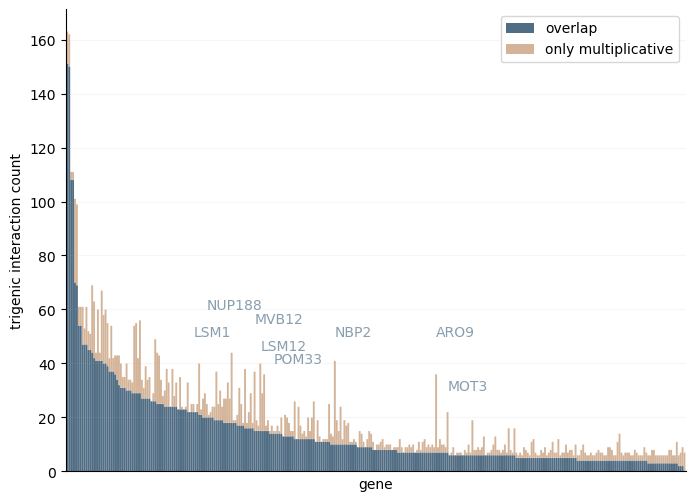 overlap
only multiplicative
trigenic interaction count
160
140
120
100
80
60
40
20
0
NUP188
MVB12
LSM1
NBP2
ARO9
LSM12
POM33
MOT3
gene